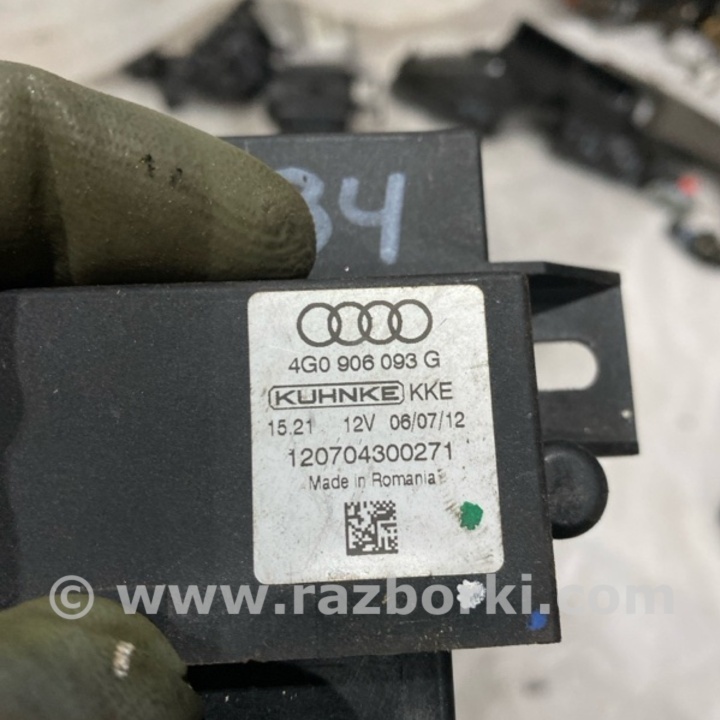 34
4G0 906 093 G
KUHNKE KKE
15.21 12V 06/07/12
120704300271
Made in Romania
© www.razborki.com